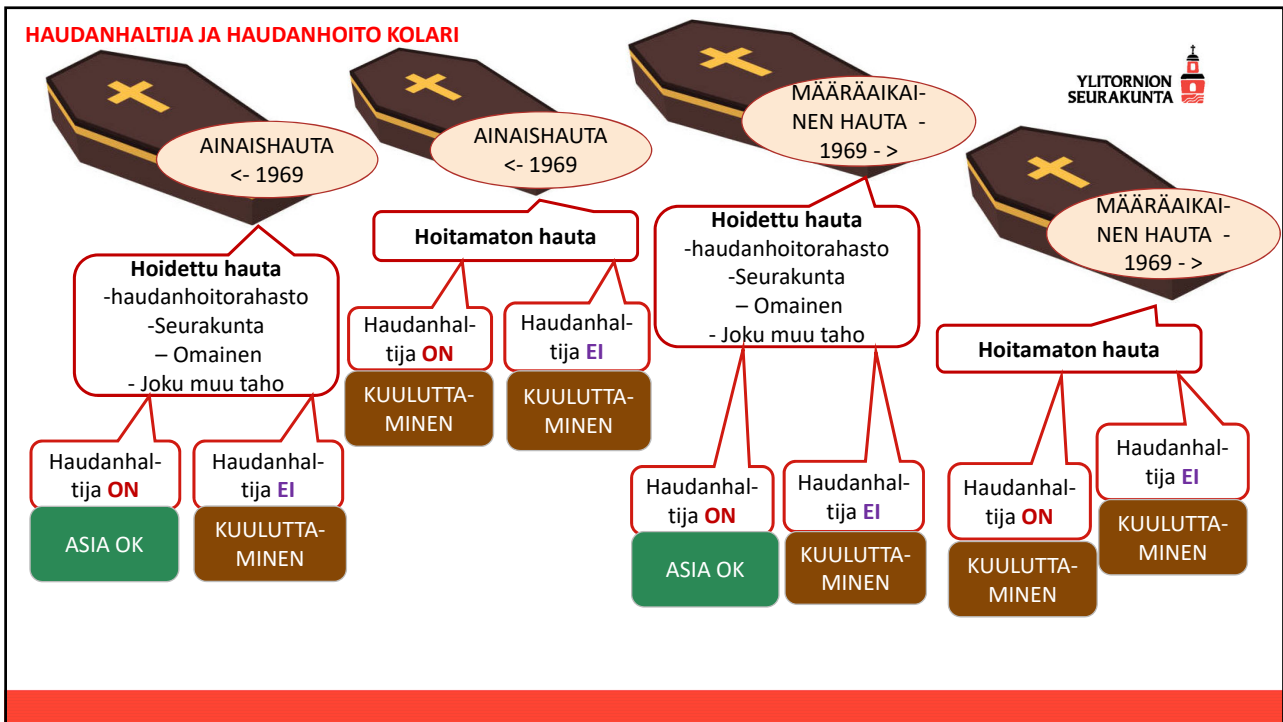 HAUDANHALTIJA JA HAUDANHOITO KOLARI
YLITORNION
SEURAKUNTA
AINAISHAUTA
<- 1969
Hoidettu hauta
-haudanhoitorahasto
-Seurakunta
– Omainen
- Joku muu taho
Haudanhal-
tija ON
ASIA OK
Haudanhal-
tija EI
KUULUTTA-
MINEN
AINAISHAUTA
<- 1969
Hoitamaton hauta
Haudanhal-
tija ON
KUULUTTA-
MINEN
Haudanhal-
tija EI
KUULUTTA-
MINEN
MÄÄRÄAIKAI-
NEN HAUTA -
1969 - >
Hoidettu hauta
-haudanhoitorahasto
-Seurakunta
– Omainen
- Joku muu taho
Haudanhal-
tija ON
ASIA OK
Haudanhal-
tija EI
KUULUTTA-
MINEN
MÄÄRÄAIKAI-
NEN HAUTA -
1969 - >
Hoitamaton hauta
Haudanhal-
tija ON
KUULUTTA-
MINEN
Haudanhal-
tija EI
KUULUTTA-
MINEN